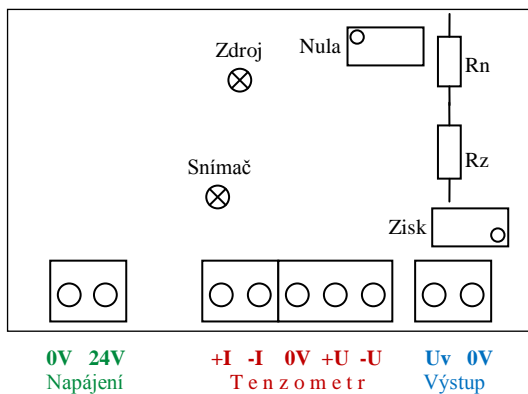 Zdroj
Nula
Rn
Rz
Snímač
Zisk
0V 24V
+I -I 0V +U -U
Uv 0V
Napájení
Tenzometr
Výstup